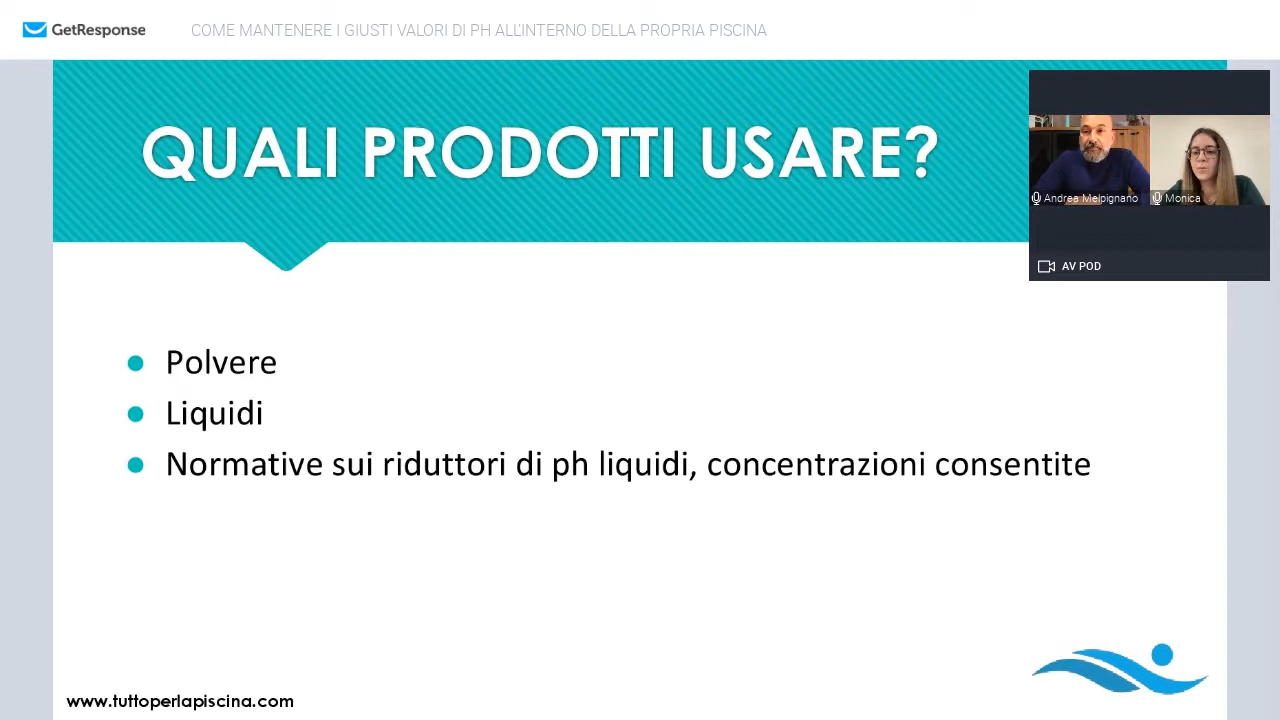 GetResponse
COME MANTENERE I GIUSTI VALORI DI PH ALL'INTERNO DELLA PROPRIA PISCINA
QUALI PRODOTTI USARE?
Andrea Melpignano
Monica
AV POD
Polvere
Liquidi
Normative sui riduttori di ph liquidi, concentrazioni consentite
www.tuttoperlapiscina.com